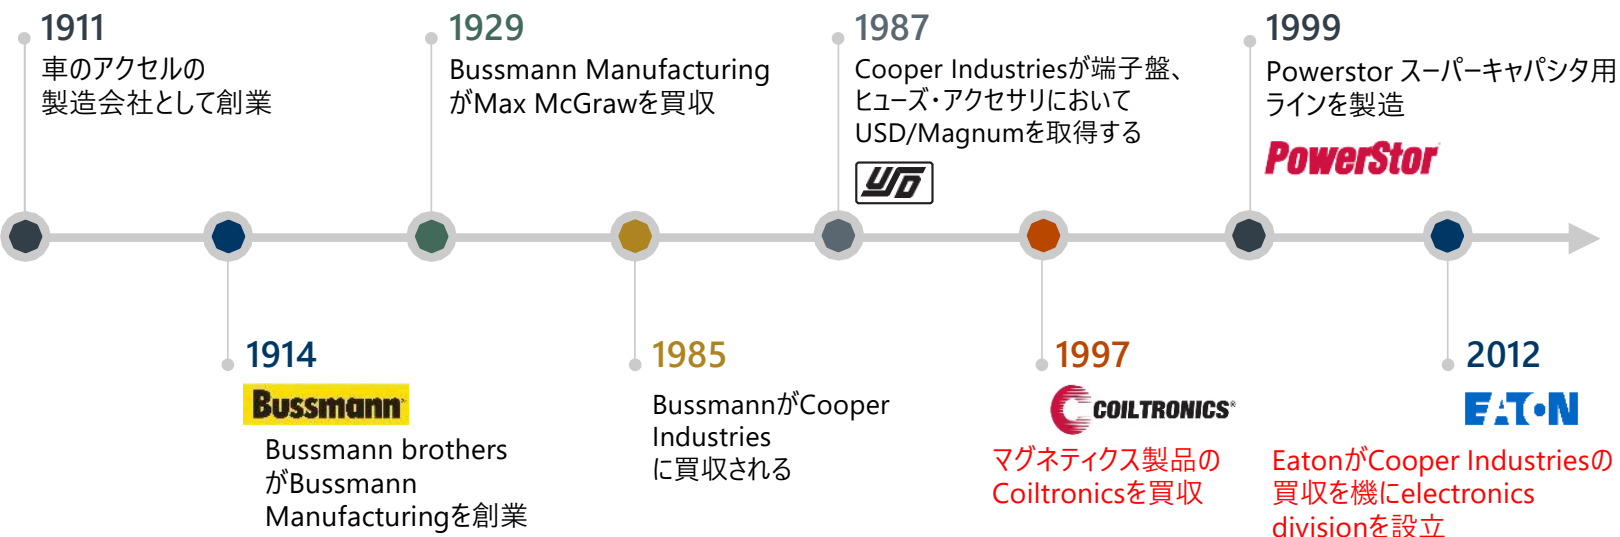 1911
車のアクセルの
製造会社として創業
1929
Bussmann Manufacturing
がMax McGrawを買収
1987
Cooper Industriesが端子盤、
ヒューズ・アクセサリにおいて
USD/Magnumを取得する
USD
1999
Powerstor スーパーキャパシタ用
ラインを製造
PowerStor
1914
Bussmann
Bussmann brothers
がBussmann
Manufacturingを創業
1985
BussmannがCooper
Industries
に買収される
1997
COILTRONICS®
マグネティクス製品の
Coiltronicsを買収
2012
EATON
EatonがCooper Industriesの
買収を機にelectronics
divisionを設立